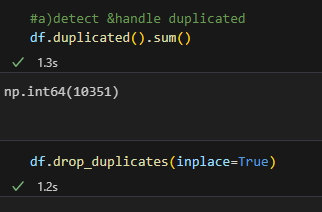 #a)detect &handle duplicated
df.duplicated().sum()
1.3s
np.int64(10351)
df.drop_duplicates(inplace=True)
1.2s